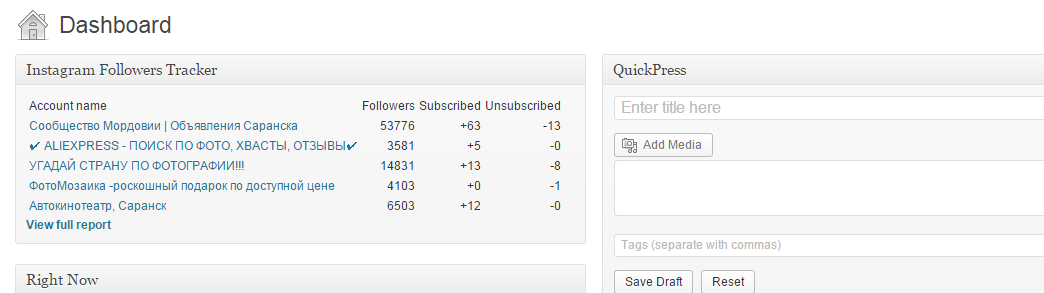 Dashboard
Instagram Followers Tracker
Account name Followers Subscribed Unsubscribed
Сообщество Мордовии | Объявления Саранска 53776 +63 -13
✔ ALIEXPRESS - ПОИСК ПО ФОТО, ХВАСТЫ, ОТЗЫВЫ✔ 3581 +5 -0
УГАДАЙ СТРАНУ ПО ФОТОГРАФИИ!!! 14831 +13 -8
ФотоМозаика -роскошный подарок по доступной цене 4103 +0 -1
Автокинотеатр, Саранск 6503 +12 -0
View full report
Right Now
QuickPress
Enter title here
Add Media
Tags (separate with commas)
Save Draft Reset